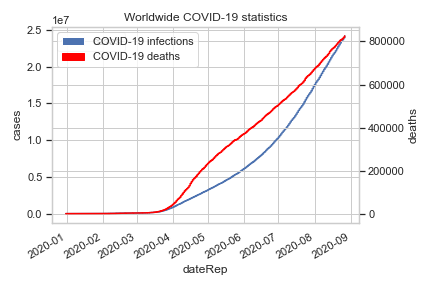 Worldwide COVID-19 statistics
1e7
COVID-19 infections
COVID-19 deaths
2.5
2.0
1.5
1.0
0.5
0.0
cases
800000
600000
400000
200000
0
deaths
2020-01
2020-02
2020-03
2020-04
2020-05
2020-06
2020-07
2020-08
2020-09
dateRep